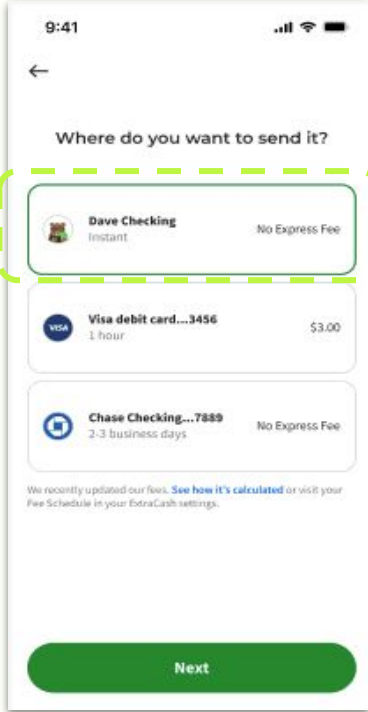 9:41
Where do you want to send it?
Dave Checking
Instant
No Express Fee
VISA
Visa debit card...3456
1 hour
$3.00
Chase Checking...7889
2-3 business days
No Express Fee
We recently updated our fees. See how it's calculated or visit your
Fee Schedule in your ExtraCash settings.
Next